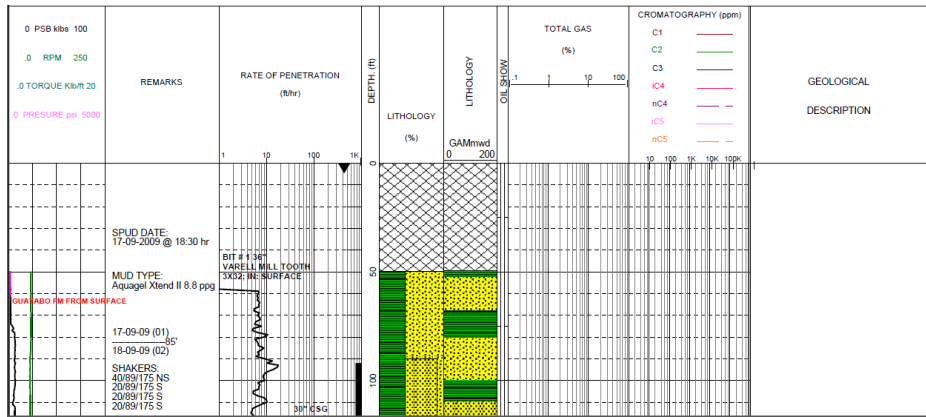 0 PSB klbs 100
.0 RPM 250
.0 TORQUE Klb/ft 20
.0 PRESURE psi 5000
REMARKS
RATE OF PENETRATION
(ft/hr)
1 10 100 1K
DEPTH. (ft)
LITHOLOGY
(%)
LITHOLOGY
GAMmwd
0 200
OIL SHOW
TOTAL GAS
(%)
.1 1 10 100
CROMATOGRAPHY (ppm)
C1
C2
C3
iC4
nC4
iC5
nC5
10 100 1K 10K 100K
GEOLOGICAL
DESCRIPTION
0
SPUD DATE:
17-09-2009 @ 18:30 hr
BIT # 1 36"
VARELL MILL TOOTH
3X32; IN: SURFACE
50
MUD TYPE:
Aquagel Xtend II 8.8 ppg
GUAYABO FM FROM SURFACE
17-09-09 (01)
85'
18-09-09 (02)
SHAKERS:
40/89/175 NS
20/89/175 S
20/89/175 S
20/89/175 S
100
30" CSG